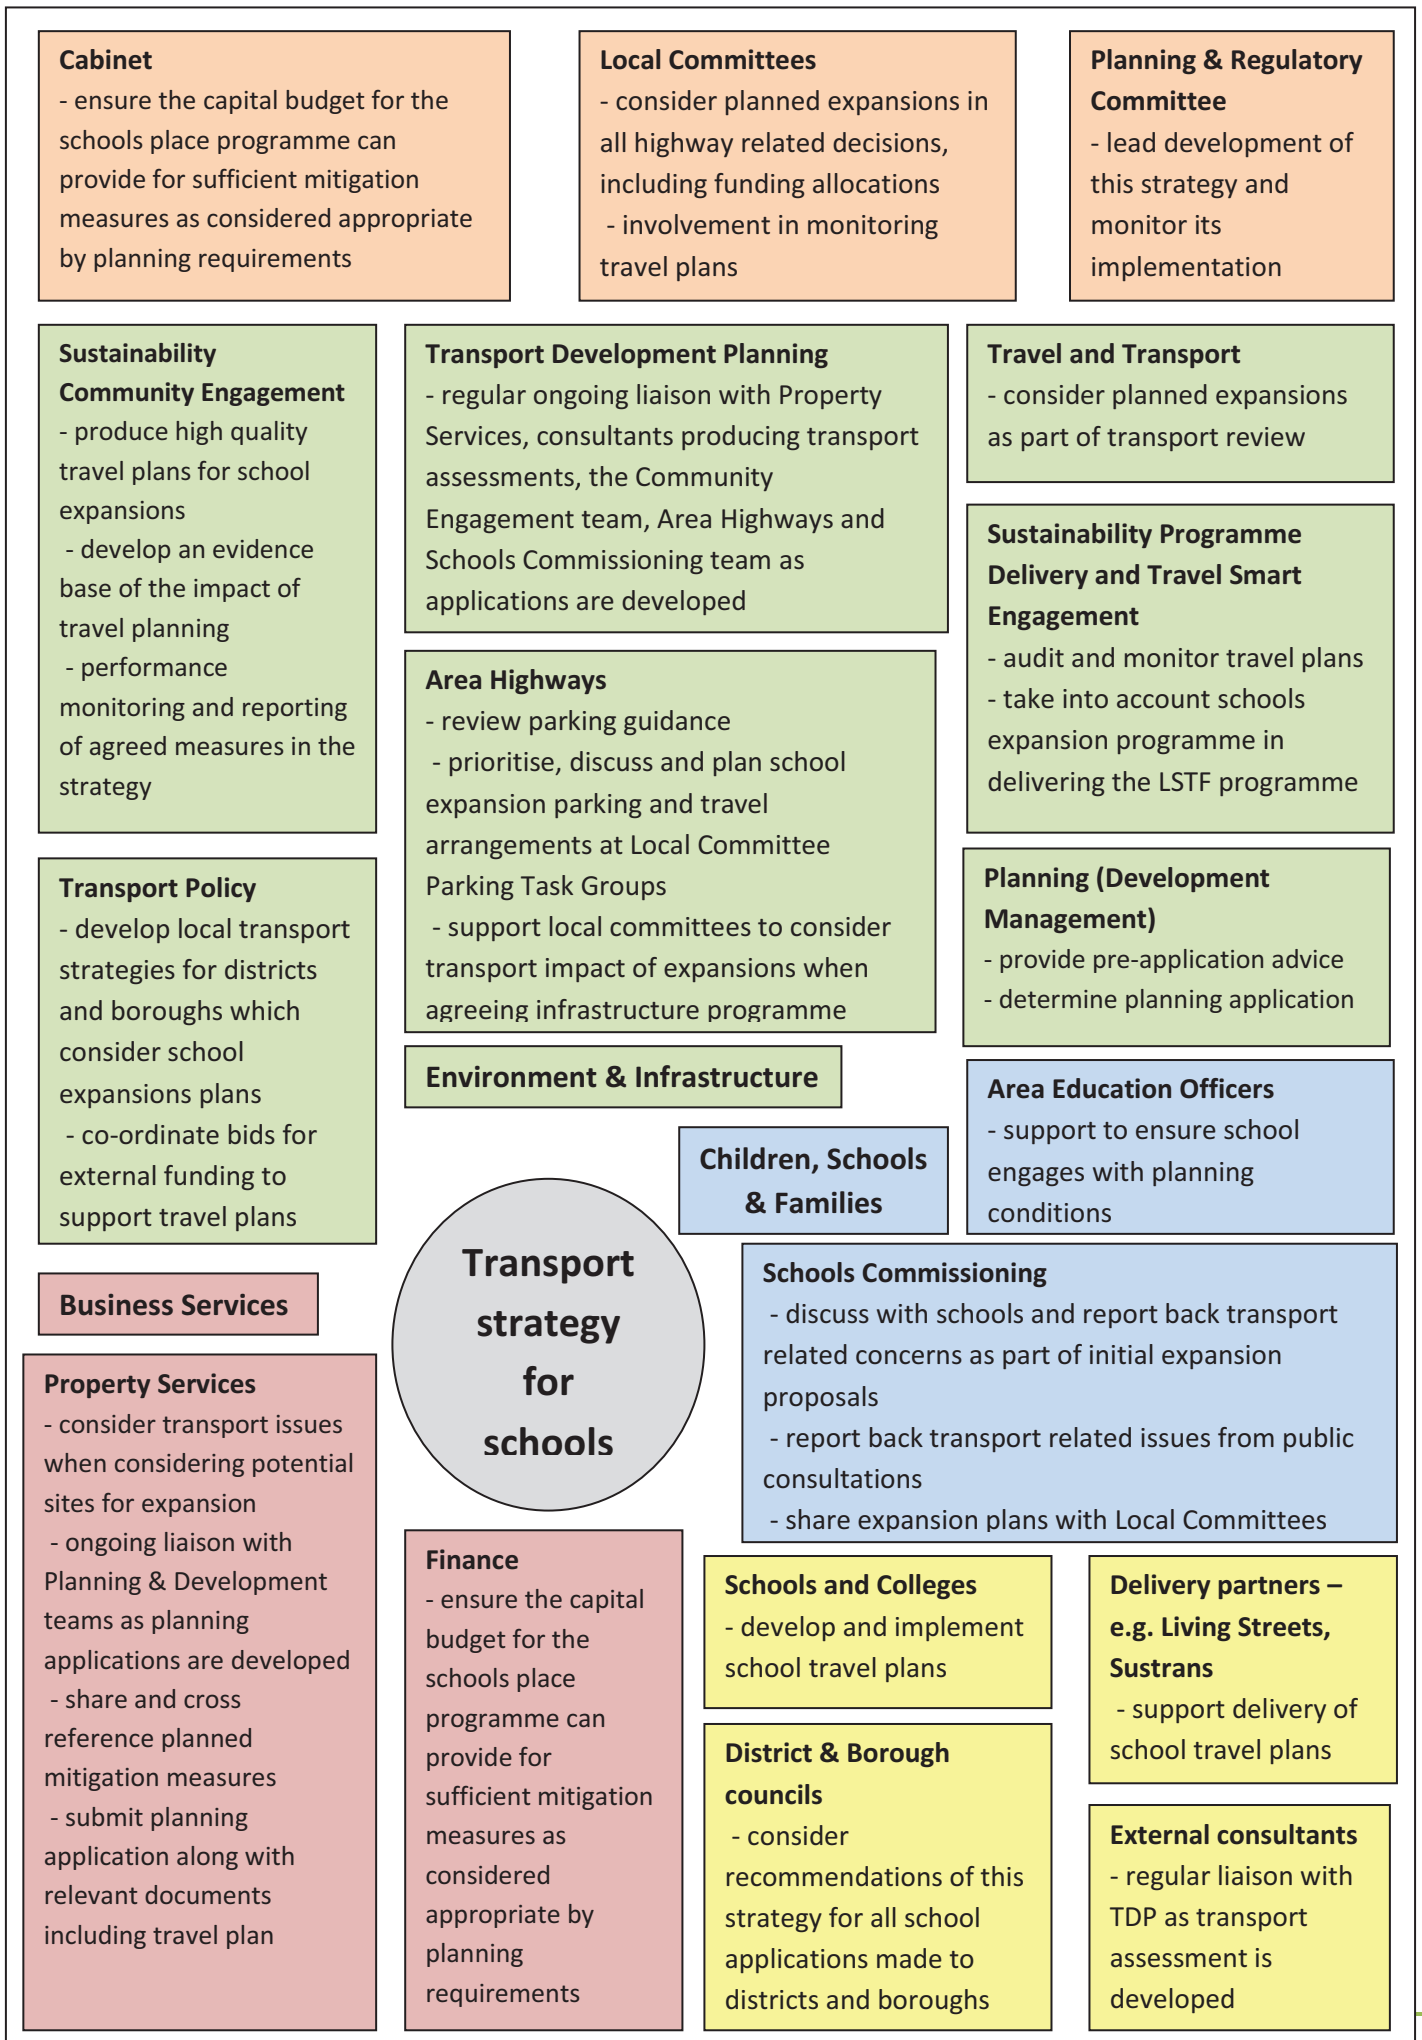 Cabinet
- ensure the capital budget for the
schools place programme can
provide for sufficient mitigation
measures as considered appropriate
by planning requirements
Local Committees
- consider planned expansions in
all highway related decisions,
including funding allocations
- involvement in monitoring
travel plans
Planning & Regulatory
Committee
- lead development of
this strategy and
monitor its
implementation
Sustainability
Community Engagement
- produce high quality
travel plans for school
expansions
- develop an evidence
base of the impact of
travel planning
- performance
monitoring and reporting
of agreed measures in the
strategy
Transport Development Planning
- regular ongoing liaison with Property
Services, consultants producing transport
assessments, the Community
Engagement team, Area Highways and
Schools Commissioning team as
applications are developed
Travel and Transport
- consider planned expansions
as part of transport review
Sustainability Programme
Delivery and Travel Smart
Engagement
- audit and monitor travel plans
- take into account schools
expansion programme in
delivering the LSTF programme
Area Highways
- review parking guidance
- prioritise, discuss and plan school
expansion parking and travel
arrangements at Local Committee
Parking Task Groups
- support local committees to consider
transport impact of expansions when
agreeing infrastructure programme
Transport Policy
- develop local transport
strategies for districts
and boroughs which
consider school
expansions plans
- co-ordinate bids for
external funding to
support travel plans
Planning (Development
Management)
- provide pre-application advice
- determine planning application
Environment & Infrastructure
Area Education Officers
- support to ensure school
engages with planning
conditions
Children, Schools
& Families
Transport
strategy
for
schools
Schools Commissioning
- discuss with schools and report back transport
related concerns as part of initial expansion
proposals
- report back transport related issues from public
consultations
- share expansion plans with Local Committees
Business Services
Property Services
- consider transport issues
when considering potential
sites for expansion
- ongoing liaison with
Planning & Development
teams as planning
applications are developed
- share and cross
reference planned
mitigation measures
- submit planning
application along with
relevant documents
including travel plan
Finance
- ensure the capital
budget for the
schools place
programme can
provide for
sufficient mitigation
measures as
considered
appropriate by
planning
requirements
Schools and Colleges
- develop and implement
school travel plans
Delivery partners –
e.g. Living Streets,
Sustrans
- support delivery of
school travel plans
District & Borough
councils
- consider
recommendations of this
strategy for all school
applications made to
districts and boroughs
External consultants
- regular liaison with
TDP as transport
assessment is
developed